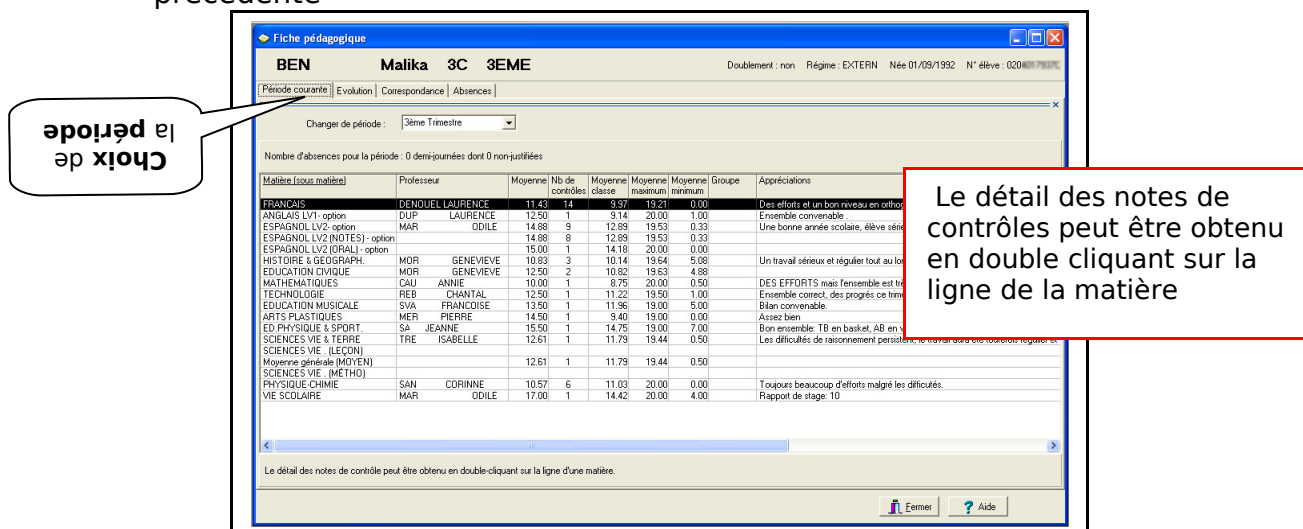 précédente
Fiche pédagogique
BEN Malika 3C 3EME Doublement : non Régime : EXTERN Née 01/09/1992 N° élève : 020
Période courante Evolution Correspondance Absences
Choix de
la période
Changer de période : 3ème Trimestre
Nombre d'absences pour la période : 0 demi-journées dont 0 non-justifiées
Matière (sous matière) Professeur Moyenne Nb de contrôles Moyenne classe Moyenne maximum Moyenne minimum Groupe Appréciations
FRANCAIS DENOUEL LAURENCE 11.43 14 9.97 19.21 0.00 Des efforts et un bon niveau en orthog
ANGLAIS LV1- option DUP LAURENCE 12.50 1 9.14 20.00 1.00 Ensemble convenable .
ESPAGNOL LV2- option MAR ODILE 14.88 9 12.89 19.53 0.33 Une bonne année scolaire, élève séri
ESPAGNOL LV2 (NOTES) - option 14.88 8 12.89 19.53 0.33
ESPAGNOL LV2 (ORAL) - option 15.00 1 14.18 20.00 0.00
HISTOIRE & GEOGRAPH. MOR GENEVIEVE 10.83 3 10.14 19.64 5.08 Un travail sérieux et régulier tout au lon
EDUCATION CIVIQUE MOR GENEVIEVE 12.50 2 10.82 19.63 4.88
MATHEMATIQUES CAU ANNIE 10.00 1 8.75 20.00 0.50 DES EFFORTS mais l'ensemble est trè
TECHNOLOGIE REB CHANTAL 12.50 1 11.22 19.50 1.00 Ensemble correct, des progrés ce trime
EDUCATION MUSICALE SVA FRANCOISE 13.50 1 11.96 19.00 5.00 Bilan convenable.
ARTS PLASTIQUES MER PIERRE 14.50 1 9.40 19.00 0.00 Assez bien
ED.PHYSIQUE & SPORT. SA JEANNE 15.50 1 14.75 19.00 7.00 Bon ensemble: TB en basket, AB en v
SCIENCES VIE & TERRE TRE ISABELLE 12.61 1 11.79 19.44 0.50 Les difficultés de raisonnement persistent, le travail aura été toutefois régulier et
SCIENCES VIE . (LEÇON)
Moyenne générale (MOYEN) 12.61 1 11.79 19.44 0.50
SCIENCES VIE . (MÉTHO)
PHYSIQUE-CHIMIE SAN CORINNE 10.57 6 11.03 20.00 0.00 Toujours beaucoup d'efforts malgré les difficutés.
VIE SCOLAIRE MAR ODILE 17.00 1 14.42 20.00 4.00 Rapport de stage: 10
Le détail des notes de
contrôles peut être obtenu
en double cliquant sur la
ligne de la matière
Le détail des notes de contrôle peut être obtenu en double-cliquant sur la ligne d'une matière.
Fermer ? Aide